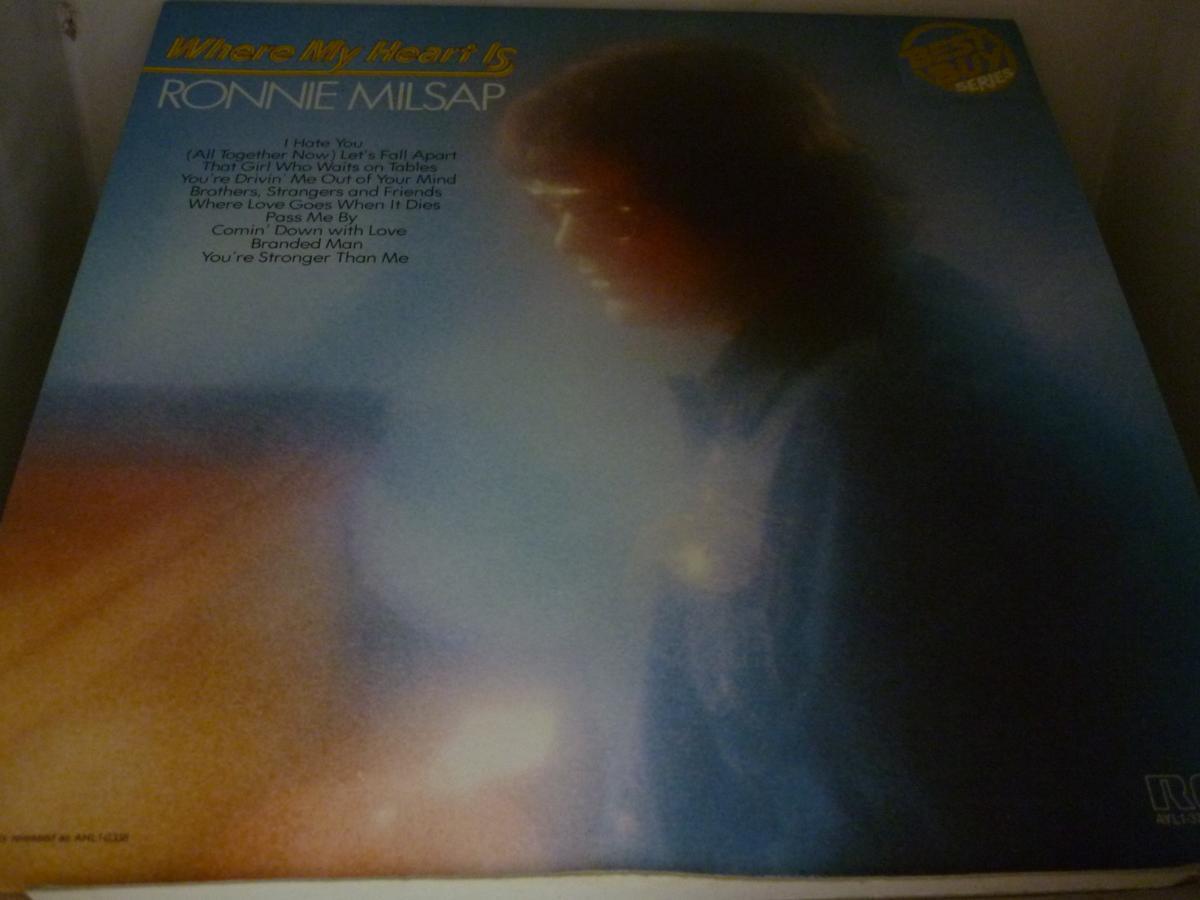 Where My Heart Is
RONNIE MILSAP
BEST
BUY
SERIES
I Hate You
(All Together Now) Let's Fall Apart
That Girl Who Waits on Tables
You're Drivin' Me Out of Your Mind
Brothers, Strangers and Friends
Where Love Goes When It Dies
Pass Me By
Comin' Down with Love
Branded Man
You're Stronger Than Me
released as